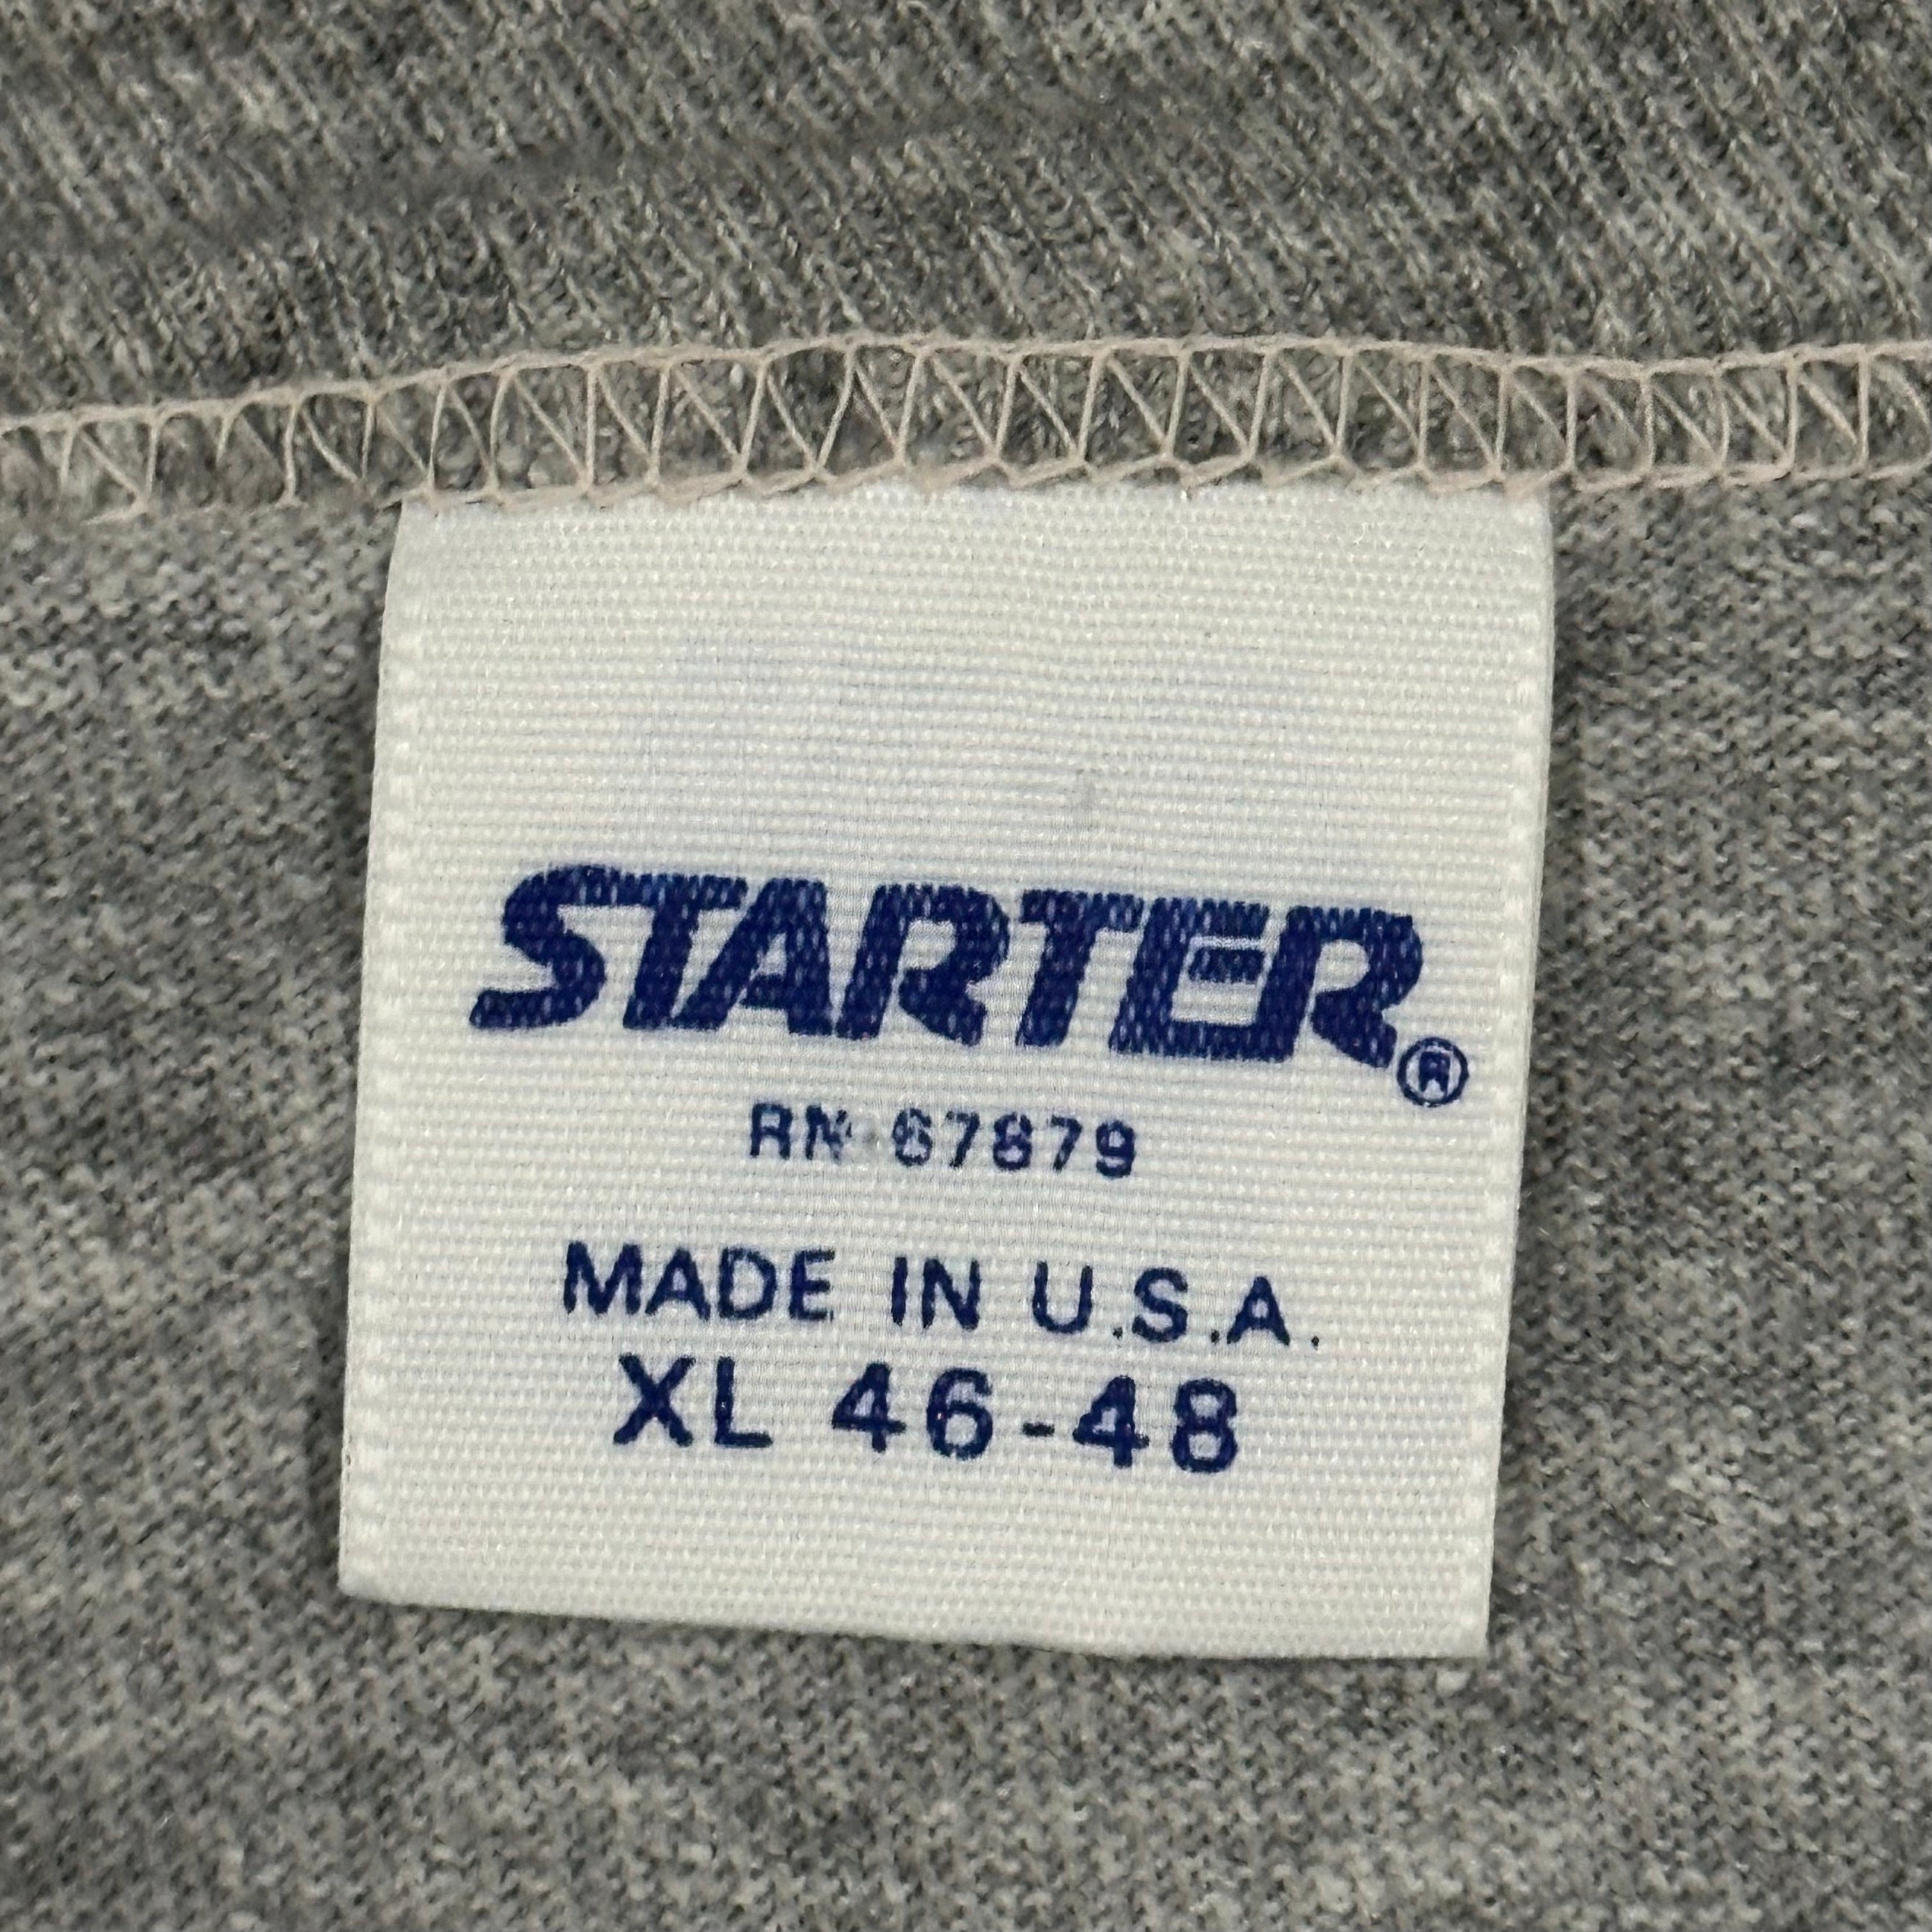 STARTER®
RN 67879
MADE IN U.S.A.
XL 46-48